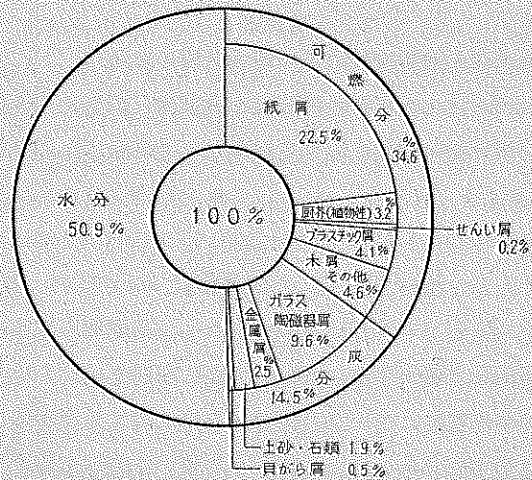 可燃分
34.6%
紙屑
22.5%
厨芥(植物性)3.2%
せんい屑
0.2%
プラスチック屑
4.1%
木屑
その他
4.6%
ガラス
陶磁器屑
9.6%
金属屑
2.5%
灰分
14.5%
土砂・石類 1.9%
貝がら屑 0.5%
水分
50.9%
100%